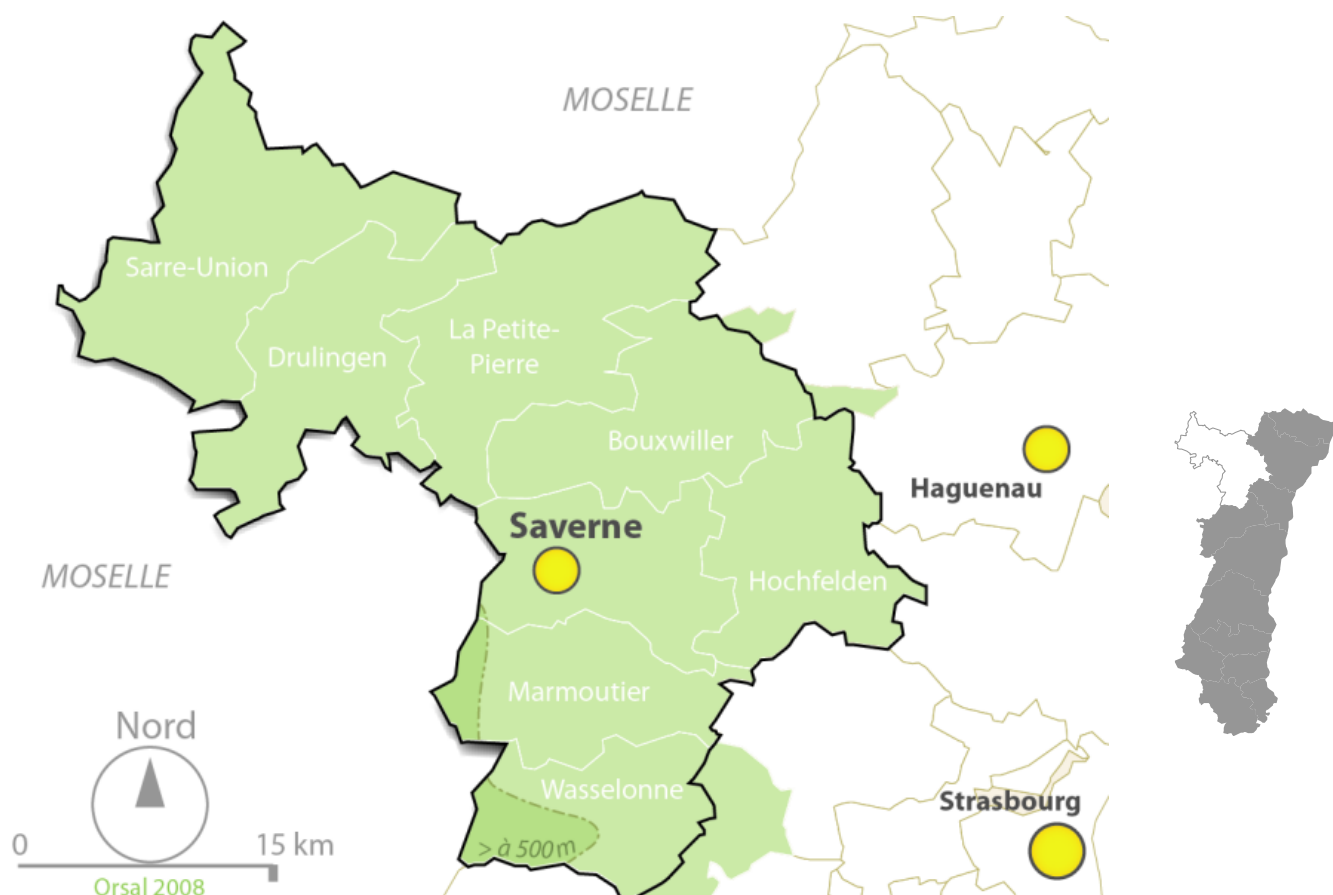 MOSELLE
Sarre-Union
La Petite-
Pierre
Drulingen
Bouxwiller
Haguenau
Saverne
MOSELLE
Hochfelden
Marmoutier
Nord
Wasselonne
Strasbourg
0 15 km
> à 500 m
Orsal 2008